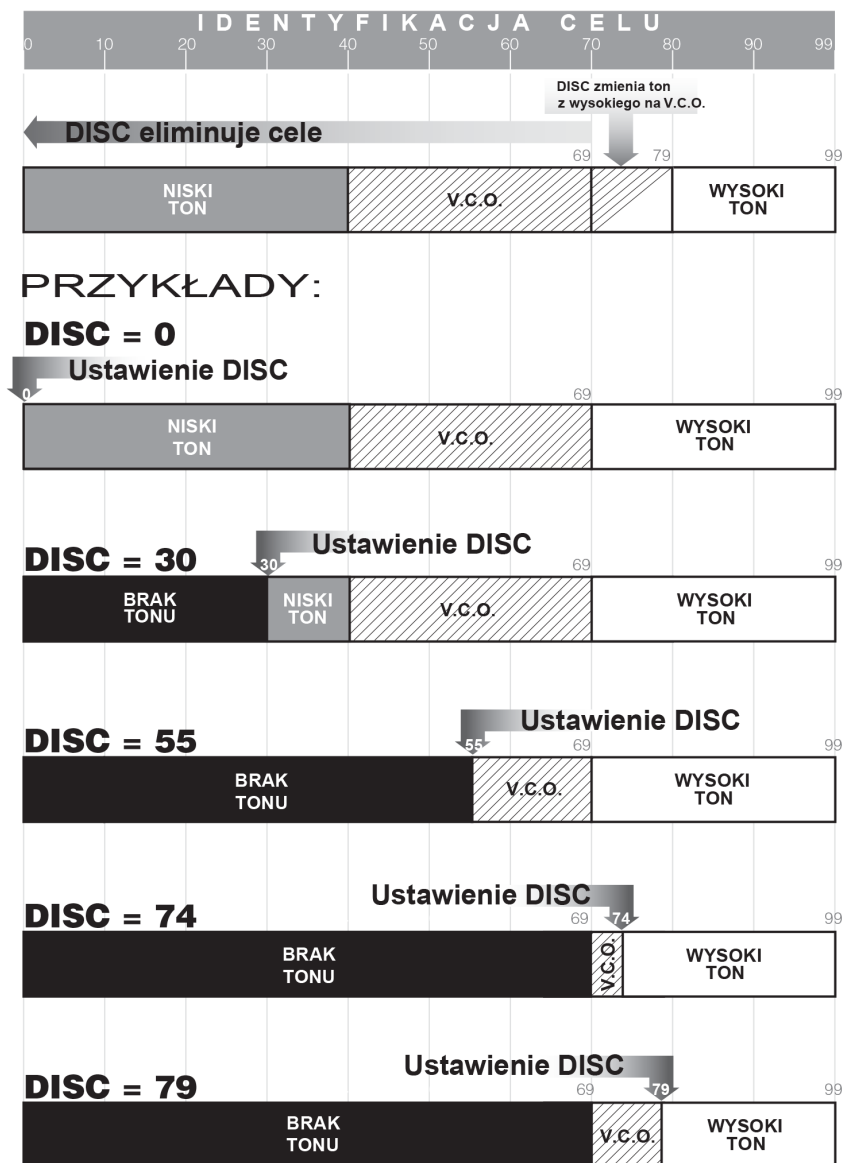 IDENTYFIKACJA CELU
0 10 20 30 40 50 60 70 80 90 99
DISC zmienia ton
z wysokiego na V.C.O.
DISC eliminuje cele
69 79 99
NISKI
TON
V.C.O.
WYSOKI
TON
PRZYKŁADY:
DISC = 0
Ustawienie DISC
0
69 99
NISKI
TON
V.C.O.
WYSOKI
TON
Ustawienie DISC
DISC = 30
30
69 99
BRAK
TONU
NISKI
TON
V.C.O.
WYSOKI
TON
Ustawienie DISC
DISC = 55
55
69 99
BRAK
TONU
V.C.O.
WYSOKI
TON
Ustawienie DISC
DISC = 74
69 74 99
BRAK
TONU
V.C.O.
WYSOKI
TON
Ustawienie DISC
DISC = 79
69 79 99
BRAK
TONU
V.C.O.
WYSOKI
TON